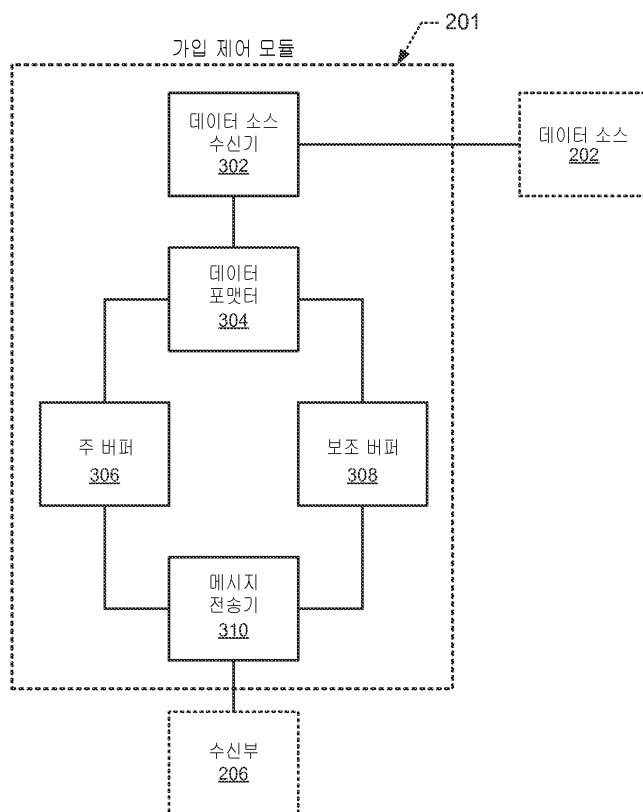 201
가입 제어 모듈
데이터 소스
수신기
302
데이터 소스
202
데이터
포맷터
304
주 버퍼
306
보조 버퍼
308
메시지
전송기
310
수신부
206